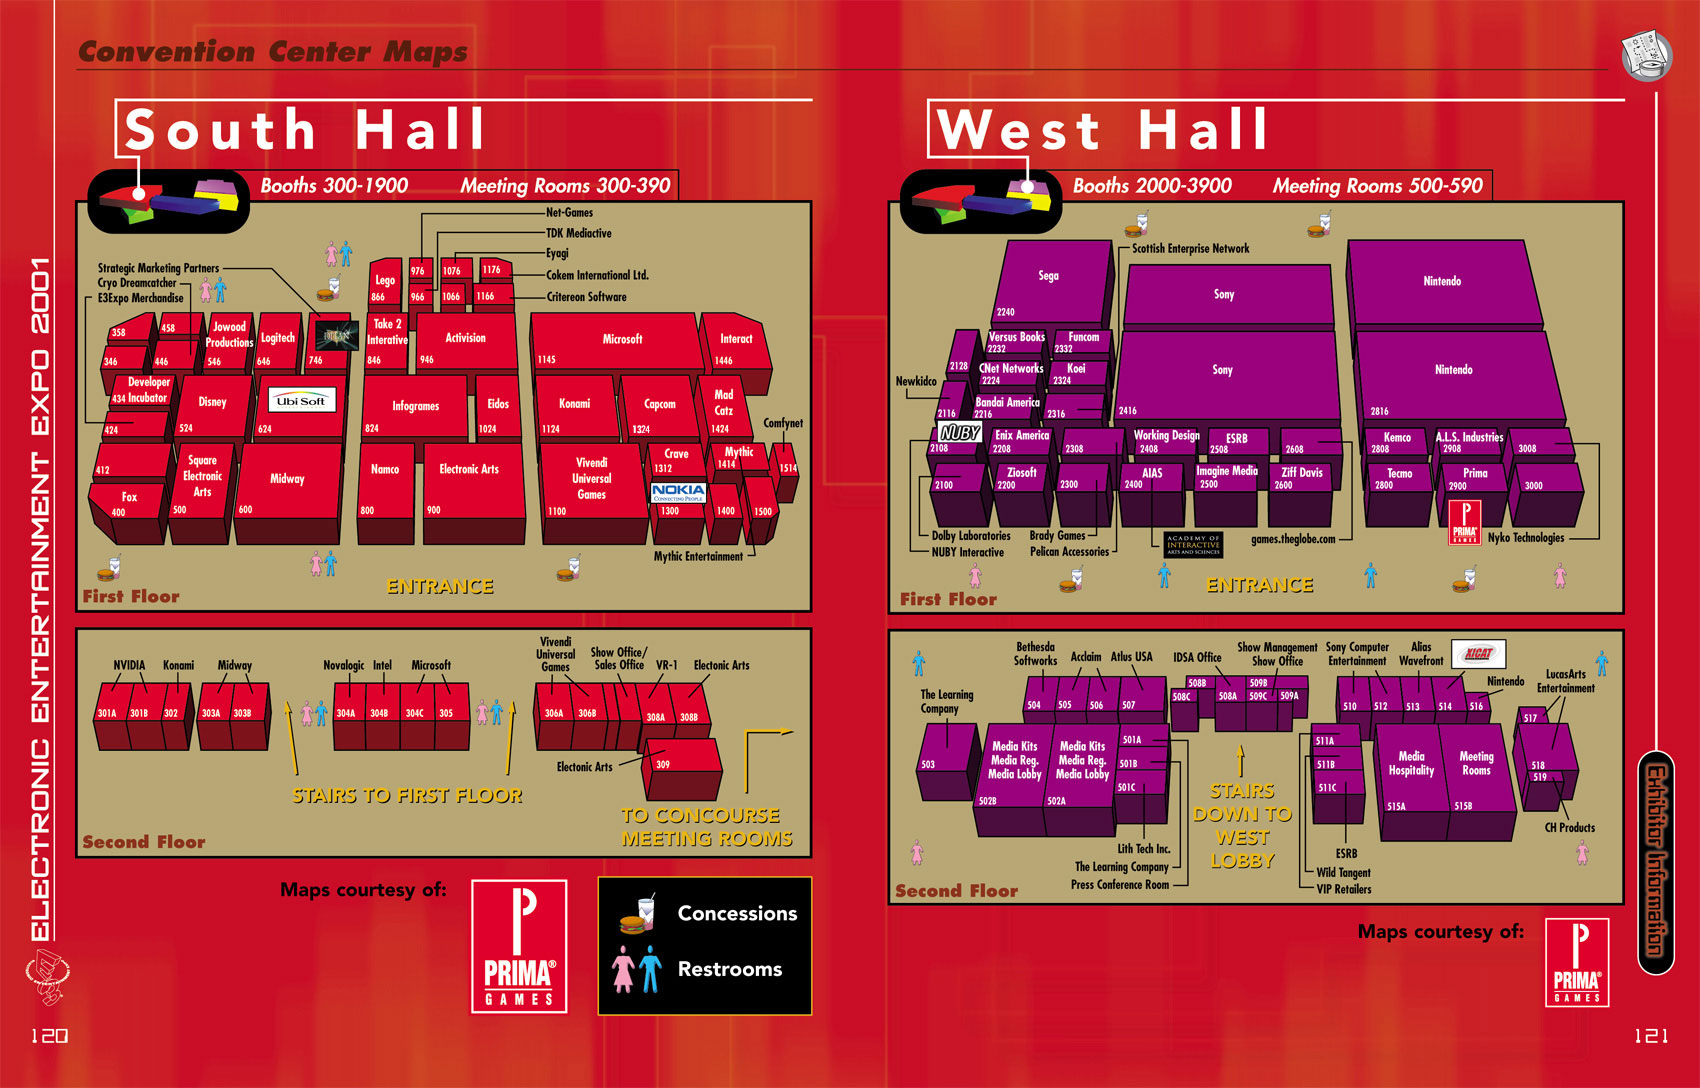 Convention Center Maps
South Hall
Booths 300-1900
Meeting Rooms 300-390
Net-Games
TDK Mediactive
Eyagi
Cokem International Ltd.
Critereon Software
Strategic Marketing Partners
Cryo Dreamcatcher
E3Expo Merchandise
Lego
866
976
966
1076
1066
1176
1166
358
458
346
446
Jowood
Productions
546
Logitech
646
746
Take 2
Interative
846
Activision
946
Microsoft
1145
Interact
1446
Developer
Incubator
434
424
Disney
524
Ubi Soft
624
Infogrames
824
Eidos
1024
Konami
1124
Capcom
1324
Mad
Catz
1424
Comfynet
412
Fox
400
Square
Electronic
Arts
500
Midway
600
Namco
800
Electronic Arts
900
Vivendi
Universal
Games
1100
Crave
1312
NOKIA
CONNECTING PEOPLE
1300
Mythic
1414
1400
1514
1500
Mythic Entertainment
ENTRANCE
First Floor
NVIDIA
Konami
Midway
Novalogic
Intel
Microsoft
Vivendi
Universal
Games
Show Office/
Sales Office
VR-1
Electonic Arts
301A
301B
302
303A
303B
304A
304B
304C
305
306A
306B
308A
308B
Electonic Arts
309
STAIRS TO FIRST FLOOR
TO CONCOURSE
MEETING ROOMS
Second Floor
Maps courtesy of:
PRIMA®
GAMES
Concessions
Restrooms
ELECTRONIC ENTERTAINMENT EXPO 2001
120
West Hall
Booths 2000-3900
Meeting Rooms 500-590
Scottish Enterprise Network
Sega
2240
Sony
Nintendo
Versus Books
2232
Funcom
2332
2128
CNet Networks
2224
Koei
2324
Newkidco
2116
Bandai America
2216
2316
Sony
2416
Nintendo
2816
NUBY
2108
Enix America
2208
2308
Working Design
2408
ESRB
2508
2608
Kemco
2808
A.L.S. Industries
2908
3008
2100
Ziosoft
2200
2300
AIAS
2400
Imagine Media
2500
Ziff Davis
2600
Tecmo
2800
Prima
2900
3000
Dolby Laboratories
NUBY Interactive
Brady Games
Pelican Accessories
ACADEMY OF
INTERACTIVE
ARTS AND SCIENCES
games.theglobe.com
PRIMA
GAMES
Nyko Technologies
ENTRANCE
First Floor
Bethesda
Softworks
Acclaim
Atlus USA
IDSA Office
Show Management
Show Office
Sony Computer
Entertainment
Alias
Wavefront
XICAT
Nintendo
LucasArts
Entertainment
The Learning
Company
504
505
506
507
508B
508C
508A
509B
509C
509A
510
512
513
514
516
517
503
Media Kits
Media Reg.
Media Lobby
502B
Media Kits
Media Reg.
Media Lobby
502A
501A
501B
501C
511A
511B
511C
Media
Hospitality
515A
Meeting
Rooms
515B
518
519
CH Products
Lith Tech Inc.
The Learning Company
Press Conference Room
STAIRS
DOWN TO
WEST
LOBBY
ESRB
Wild Tangent
VIP Retailers
Second Floor
Maps courtesy of:
PRIMA®
GAMES
Exhibitor Information
121